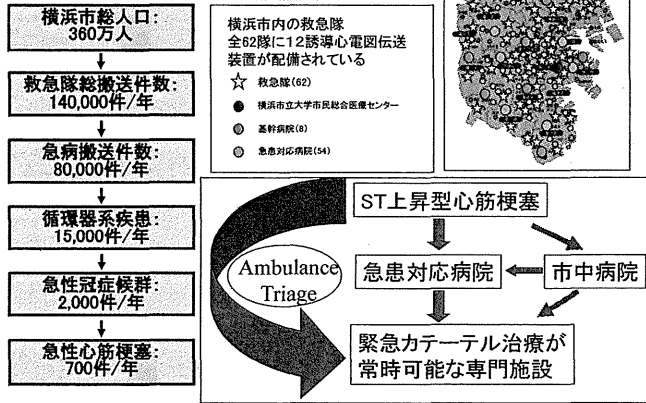 横浜市総人口:
360万人
救急隊総搬送件数:
140,000件/年
急病搬送件数:
80,000件/年
循環器系疾患:
15,000件/年
急性冠症候群:
2,000件/年
急性心筋梗塞:
700件/年
横浜市内の救急隊
全62隊に12誘導心電図伝送
装置が配備されている
救急隊(62)
横浜市立大学市民総合医療センター
基幹病院(8)
急患対応病院(54)
ST上昇型心筋梗塞
Ambulance
Triage
急患対応病院
市中病院
緊急カテーテル治療が
常時可能な専門施設